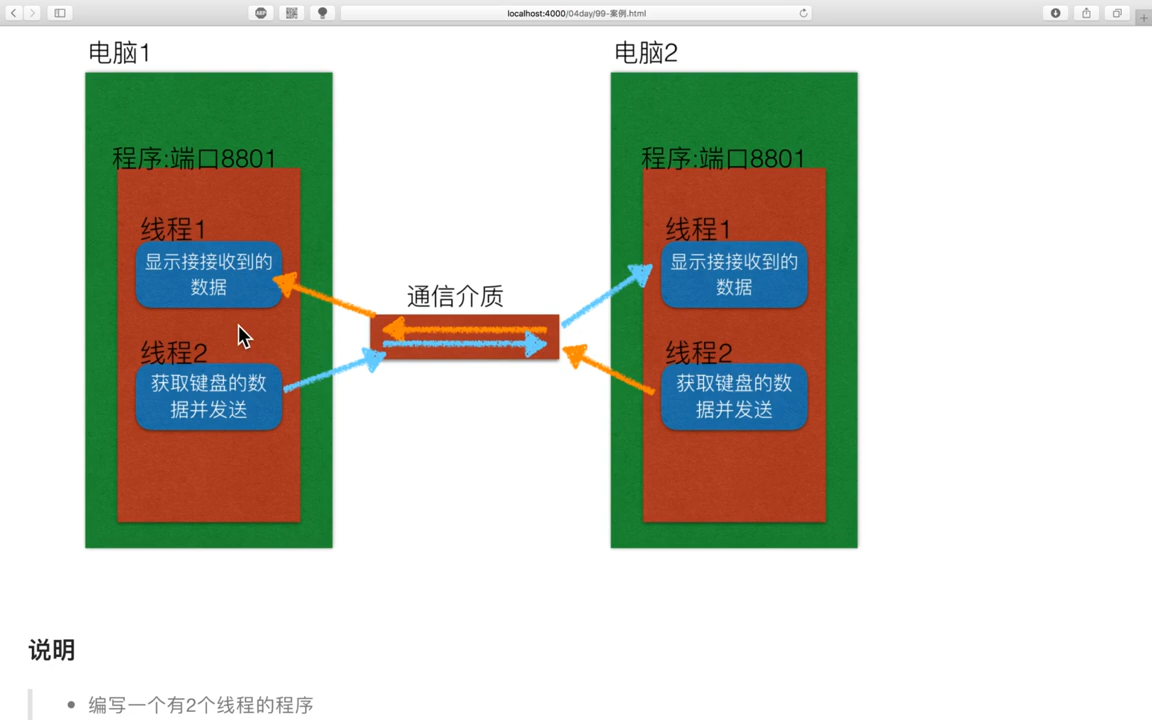 localhost:4000/04day/99-案例.html
ABP
电脑1
电脑2
程序:端口8801
程序:端口8801
线程1
显示接接收到的
数据
线程1
显示接接收到的
数据
通信介质
线程2
获取键盘的数
据并发送
线程2
获取键盘的数
据并发送
说明
编写一个有2个线程的程序